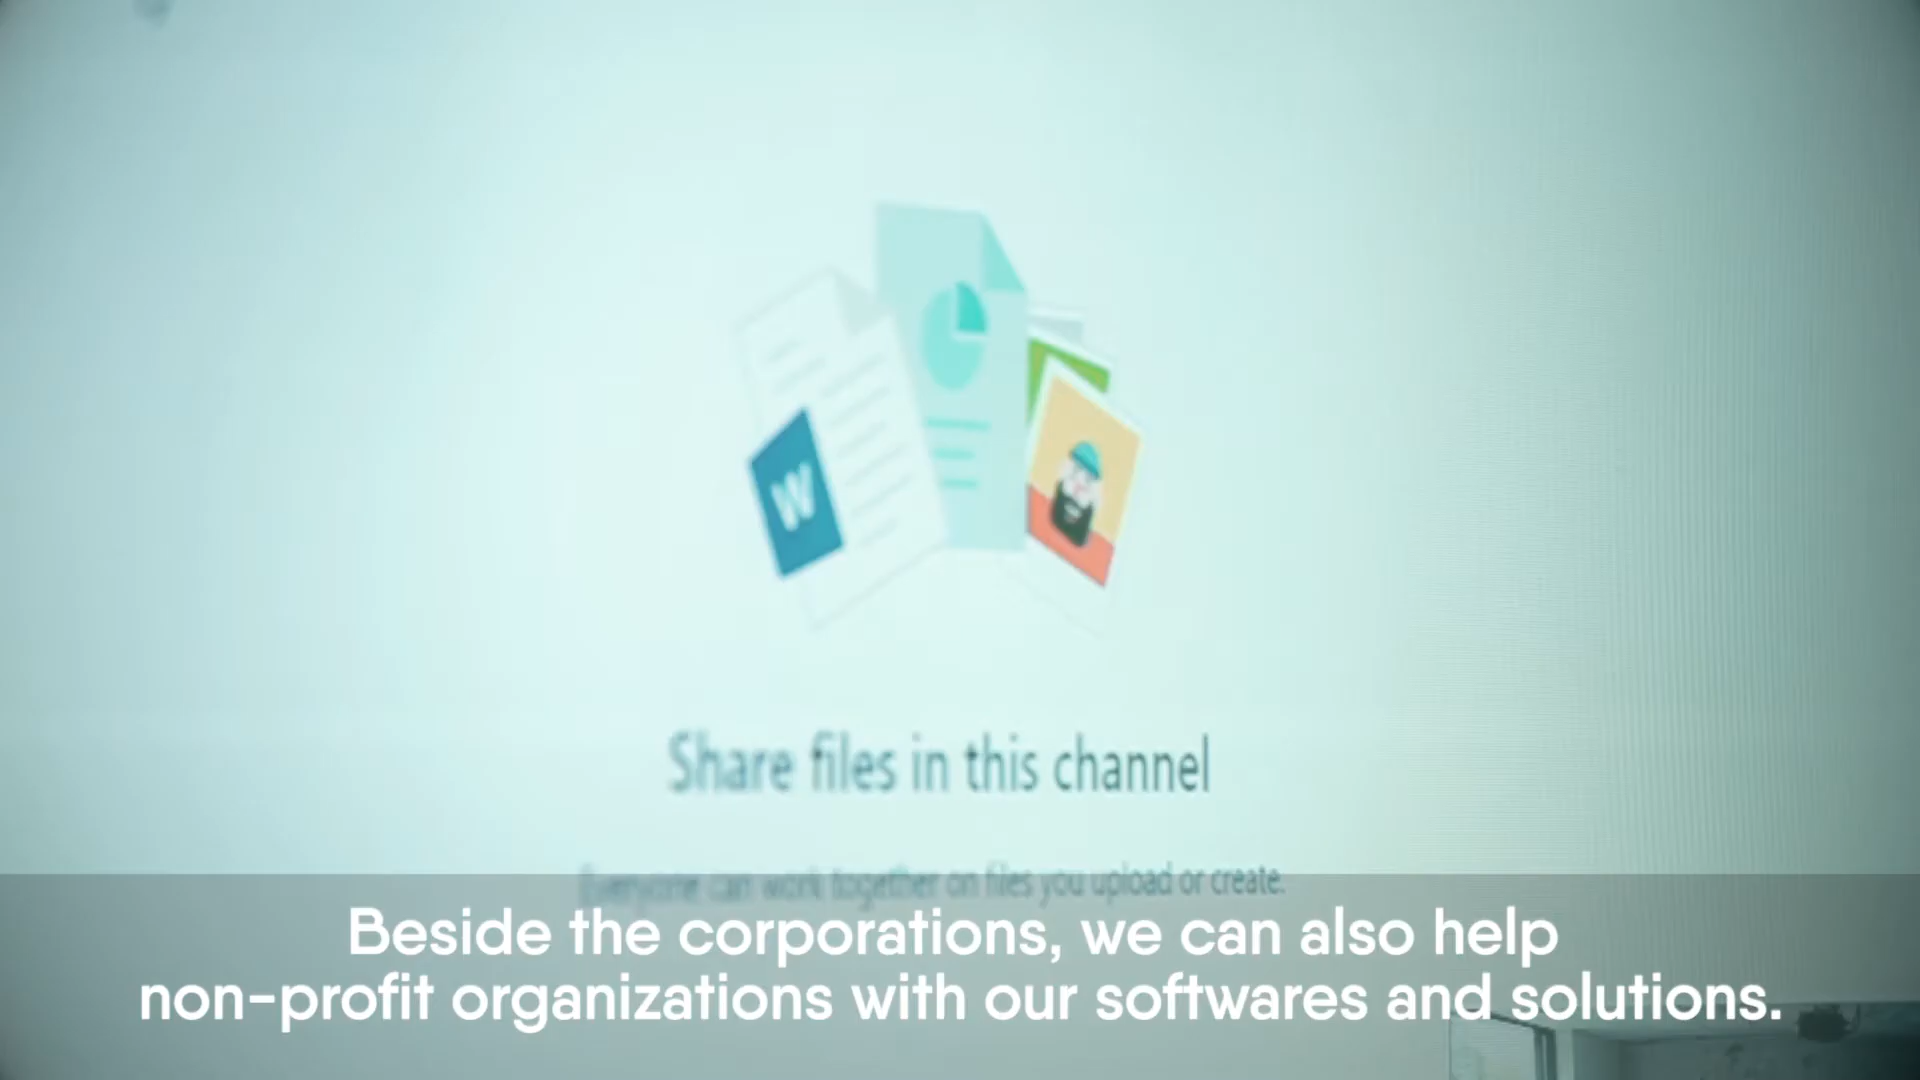 W
Share files in this channel
Everyone can work together on files you upload or create.
Beside the corporations, we can also help
non-profit organizations with our softwares and solutions.